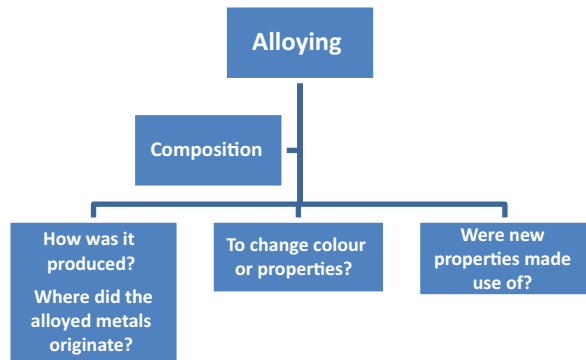 Alloying
Composition
How was it
produced?
Where did the
alloyed metals
originate?
To change colour
or properties?
Were new
properties made
use of?